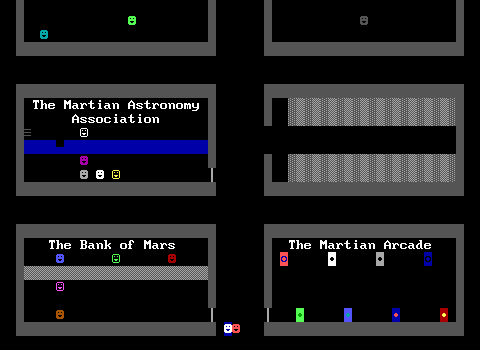 The Martian Astronomy
Association
The Bank of Mars
The Martian Arcade